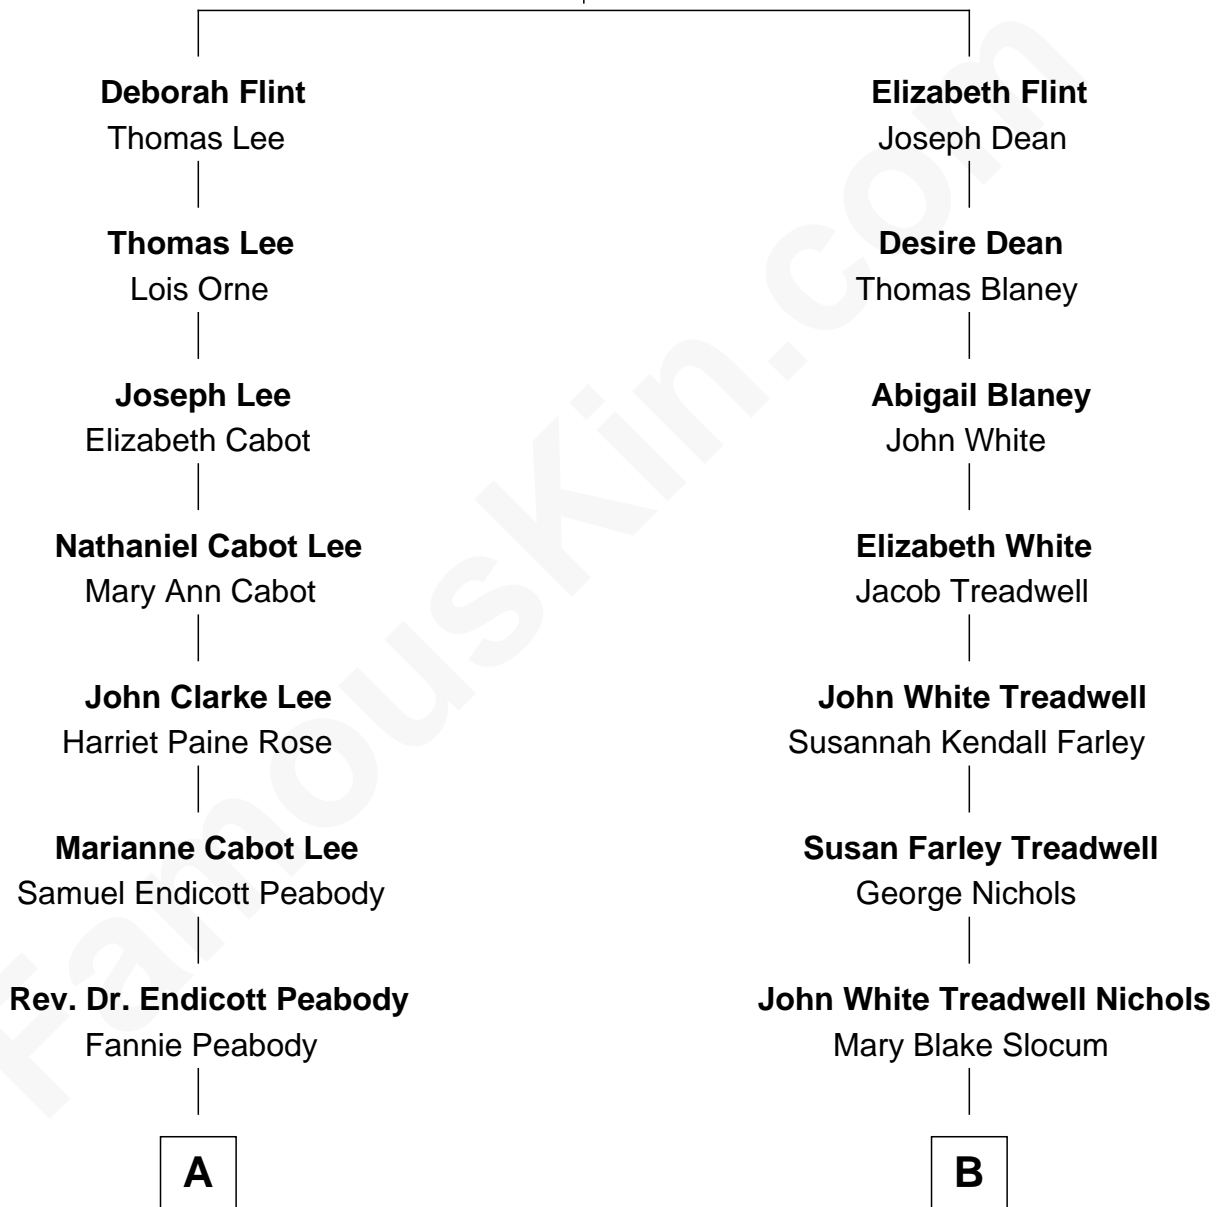 Deborah Flint
Thomas Lee
Thomas Lee
Lois Orne
Joseph Lee
Elizabeth Cabot
Nathaniel Cabot Lee
Mary Ann Cabot
John Clarke Lee
Harriet Paine Rose
Marianne Cabot Lee
Samuel Endicott Peabody
Rev. Dr. Endicott Peabody
Fannie Peabody
A
Elizabeth Flint
Joseph Dean
Desire Dean
Thomas Blaney
Abigail Blaney
John White
Elizabeth White
Jacob Treadwell
John White Treadwell
Susannah Kendall Farley
Susan Farley Treadwell
George Nichols
John White Treadwell Nichols
Mary Blake Slocum
B
FamousKin.com